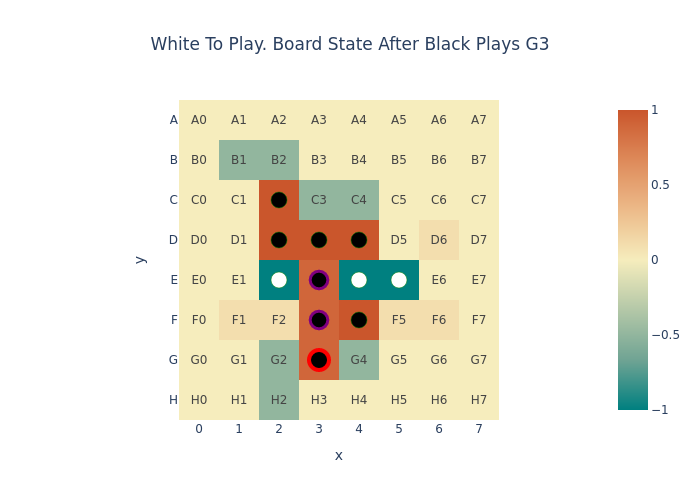 White To Play. Board State After Black Plays G3
A A0 A1 A2 A3 A4 A5 A6 A7
B B0 B1 B2 B3 B4 B5 B6 B7
C C0 C1 C3 C4 C5 C6 C7
D D0 D1 D5 D6 D7
E E0 E1 E6 E7
F F0 F1 F2 F5 F6 F7
G G0 G1 G2 G4 G5 G6 G7
H H0 H1 H2 H3 H4 H5 H6 H7
0 1 2 3 4 5 6 7
x
y
1
0.5
0
−0.5
−1